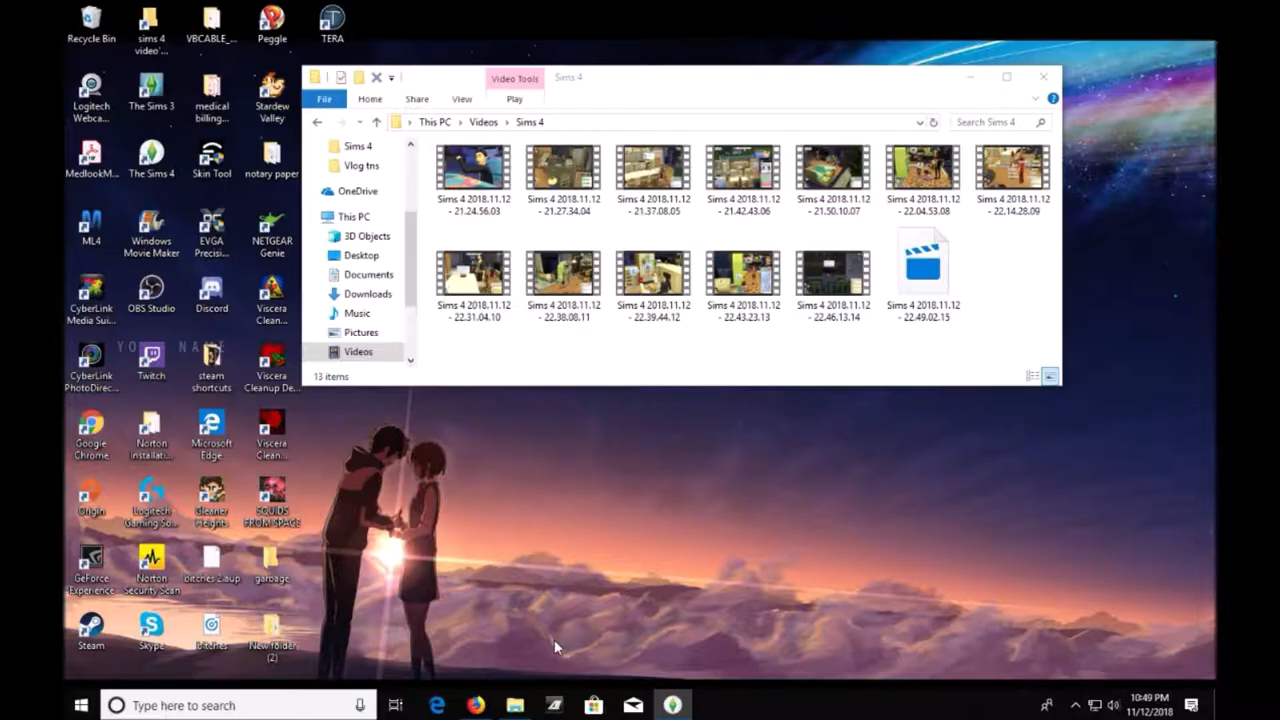 Recycle Bin
sims 4
video'...
VBCABLE_...
Peggle
TERA
Logitech
Webca...
The Sims 3
medical
billing...
Stardew
Valley
MedlookM...
The Sims 4
Skin Tool
notary paper
ML4
Windows
Movie Maker
EVGA
Precisi...
NETGEAR
Genie
CyberLink
Media Sui...
OBS Studio
Discord
Viscera
Clean...
YO NAME
CyberLink
PhotoDirec...
Twitch
steam
shortcuts
Viscera
Cleanup De...
Google
Chrome
Norton
Installati...
Microsoft
Edge
Viscera
Clean...
Origin
Logitech
Gaming So...
Gleaner
Heights
SQUIDS
FROM SPACE
GeForce
Experience
Norton
Security Scan
bitches 2.aup
garbage
Steam
Skype
bitches
New folder
(2)
Video Tools
Sims 4
File
Home
Share
View
Play
This PC > Videos > Sims 4
Search Sims 4
Sims 4
Vlog tns
OneDrive
This PC
3D Objects
Desktop
Documents
Downloads
Music
Pictures
Videos
Sims 4 2018.11.12
- 21.24.56.03
Sims 4 2018.11.12
- 21.27.34.04
Sims 4 2018.11.12
- 21.37.08.05
Sims 4 2018.11.12
- 21.42.43.06
Sims 4 2018.11.12
- 21.50.10.07
Sims 4 2018.11.12
- 22.04.53.08
Sims 4 2018.11.12
- 22.14.28.09
Sims 4 2018.11.12
- 22.31.04.10
Sims 4 2018.11.12
- 22.38.08.11
Sims 4 2018.11.12
- 22.39.44.12
Sims 4 2018.11.12
- 22.43.23.13
Sims 4 2018.11.12
- 22.46.13.14
Sims 4 2018.11.12
- 22.49.02.15
13 items
Type here to search
10:49 PM
11/12/2018